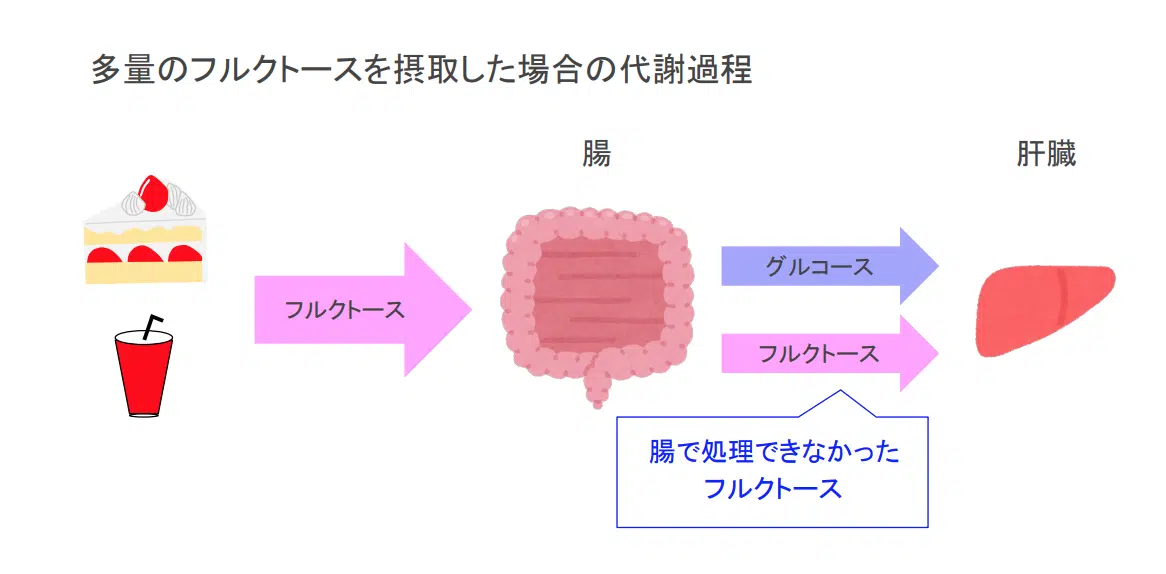 多量のフルクトースを摂取した場合の代謝過程
腸
肝臓
フルクトース
グルコース
フルクトース
腸で処理できなかった
フルクトース